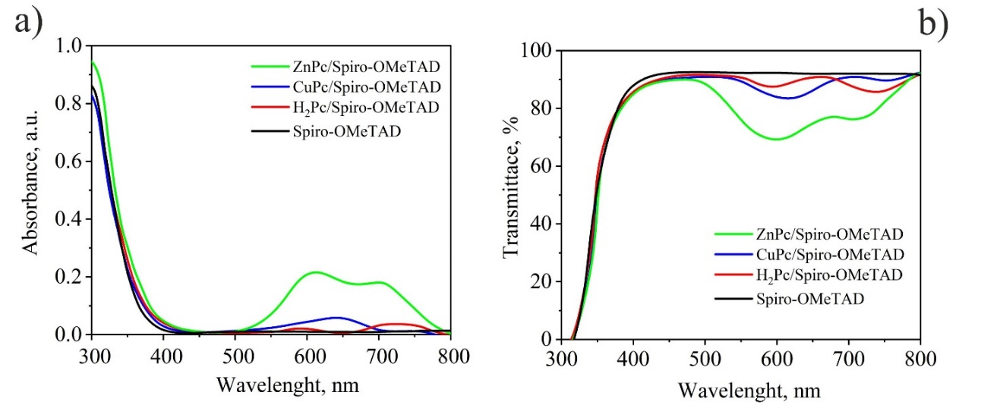 a)
1.0
0.8
0.6
0.4
0.2
0.0
Absorbance, a.u.
ZnPc/Spiro-OMeTAD
CuPc/Spiro-OMeTAD
H₂Pc/Spiro-OMeTAD
Spiro-OMeTAD
300 400 500 600 700 800
Wavelenght, nm
b)
100
80
60
40
20
0
Transmittace, %
ZnPc/Spiro-OMeTAD
CuPc/Spiro-OMeTAD
H₂Pc/Spiro-OMeTAD
Spiro-OMeTAD
300 400 500 600 700 800
Wavelenght, nm